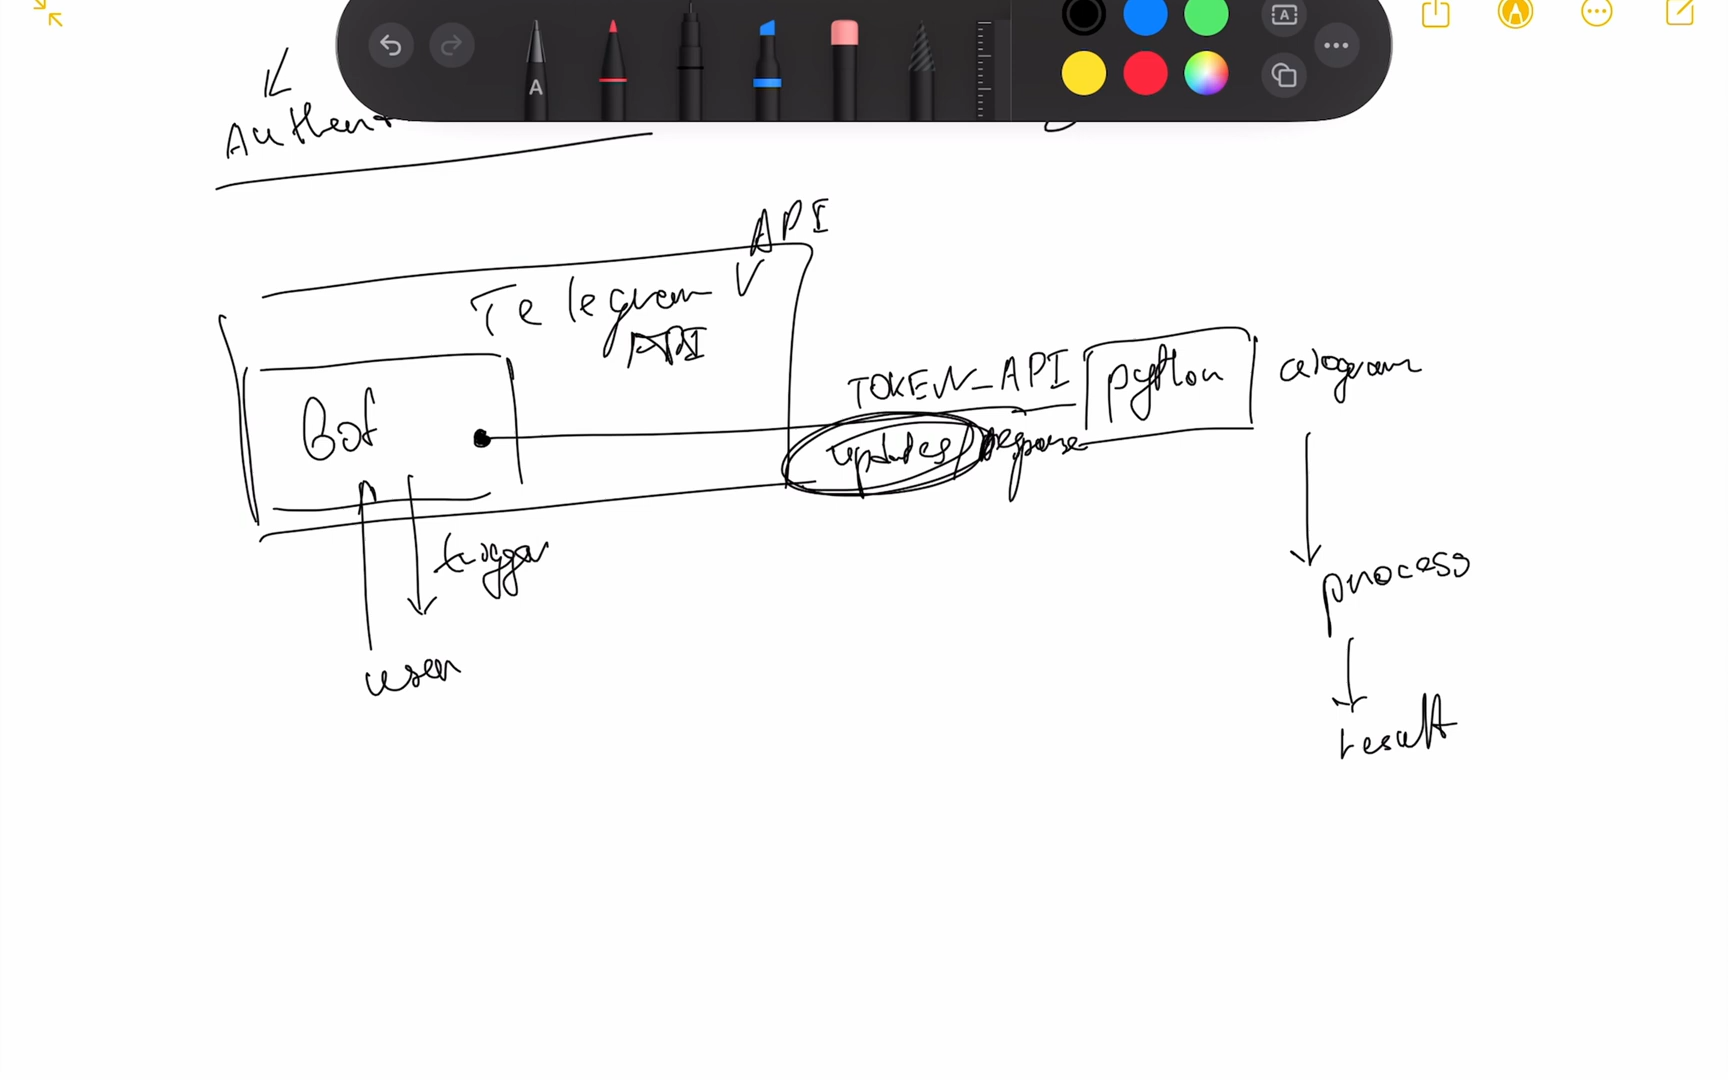 Authent
API
Telegram
API
TOKEN_API
python
aiogram
Bot
updates/response
trigger
process
user
result
A
A